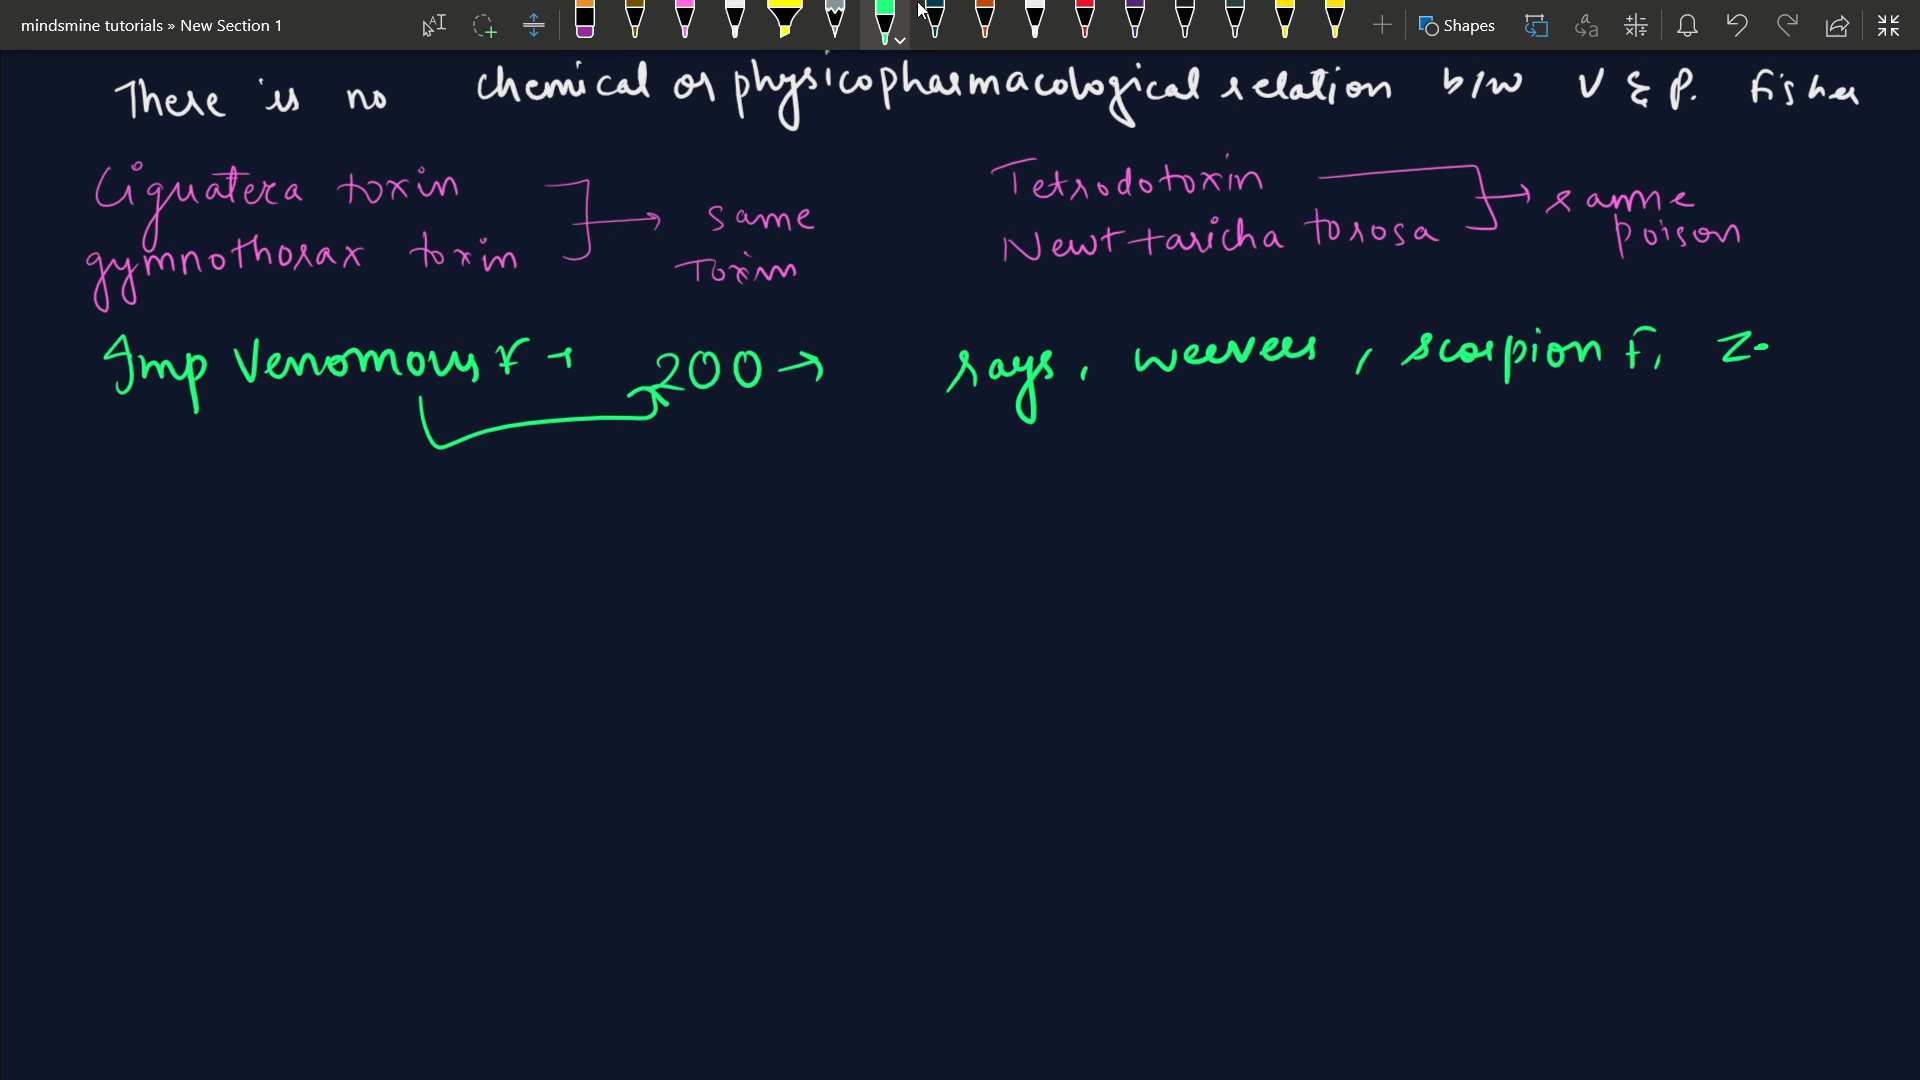 mindsmine tutorials » New Section 1
Shapes
There is no chemical or physicopharmacological relation b/w V & P. fishes
Ciguatera toxin
gymnothorax toxin
same
Toxin
Tetrodotoxin
Newt taricha torosa
same
poison
Imp Venomous F → 200 → rays, weevers, scorpion F, Z